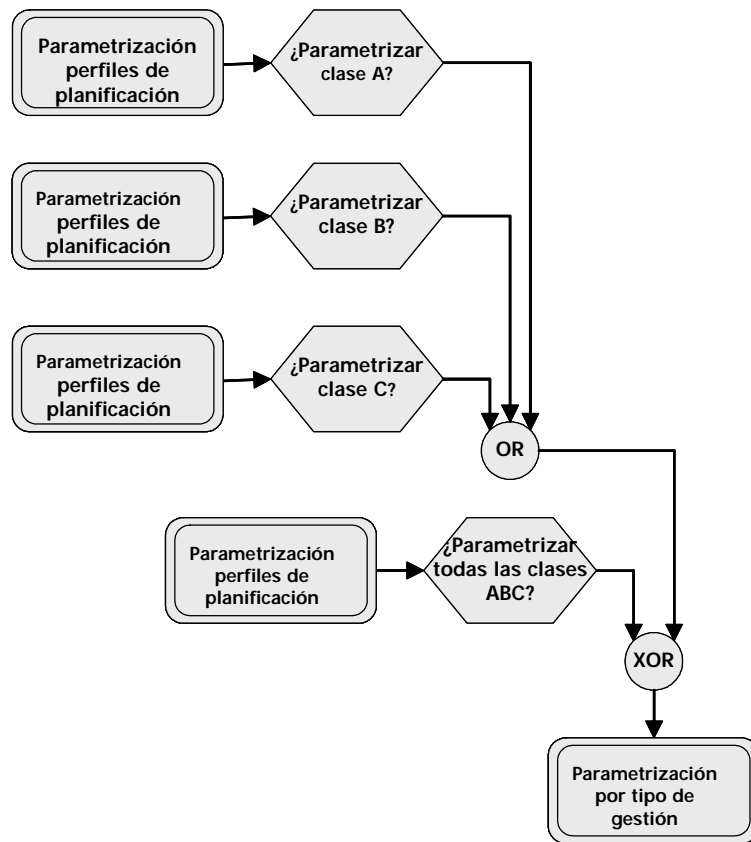 Parametrización
perfiles de
planificación
¿Parametrizar
clase A?
Parametrización
perfiles de
planificación
¿Parametrizar
clase B?
Parametrización
perfiles de
planificación
¿Parametrizar
clase C?
OR
Parametrización
perfiles de
planificación
¿Parametrizar
todas las clases
ABC?
XOR
Parametrización
por tipo de
gestión